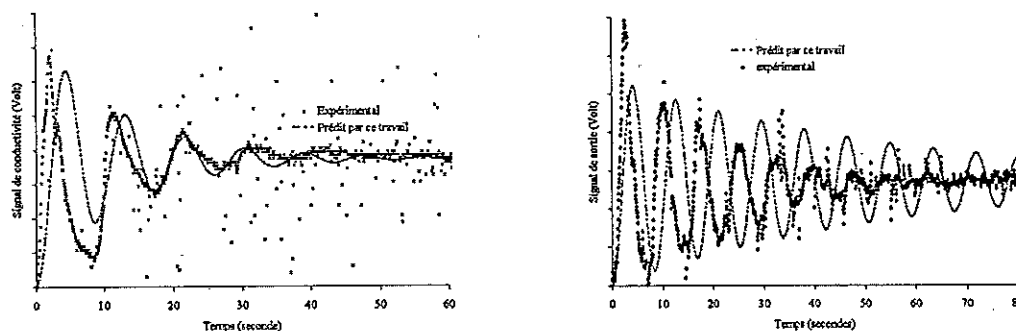 Signal de conductivité (Volt)
Expérimental
Prédit par ce travail
0 10 20 30 40 50 60
Temps (seconde)
Signal de sortie (Volt)
Prédit par ce travail
expérimental
0 10 20 30 40 50 60 70 80
Temps (secondes)